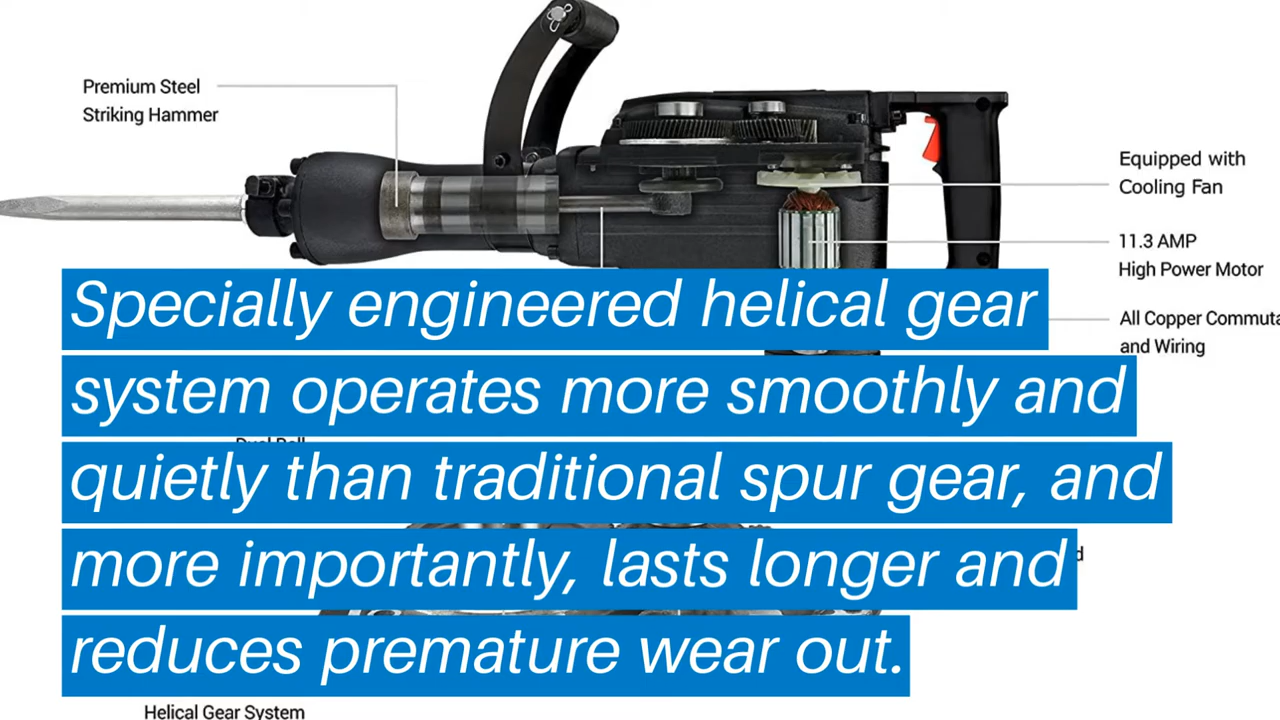 Premium Steel
Striking Hammer
Equipped with
Cooling Fan
11.3 AMP
High Power Motor
All Copper
and Wiring
Specially engineered helical gear
system operates more smoothly and
quietly than traditional spur gear, and
more importantly, lasts longer and
reduces premature wear out.
Helical Gear System